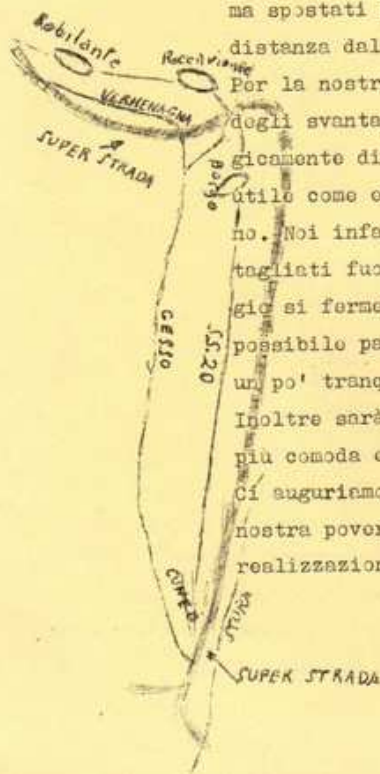 ma spostati
distanza dal
Per la nostr
degli svanta
gicamente di
utile come o
no. Noi infa
tagliati fuo
gio si ferme
possibile pa
un po' tranq
Inoltre sarà
più comoda e
Ci auguriamo
nostra pover
realizzazion
Robilante
Roccavione
VERMENAGNA
SUPER STRADA
Borgo
GESSO
SS.20
CUNEO
STURA
SUPER STRADA